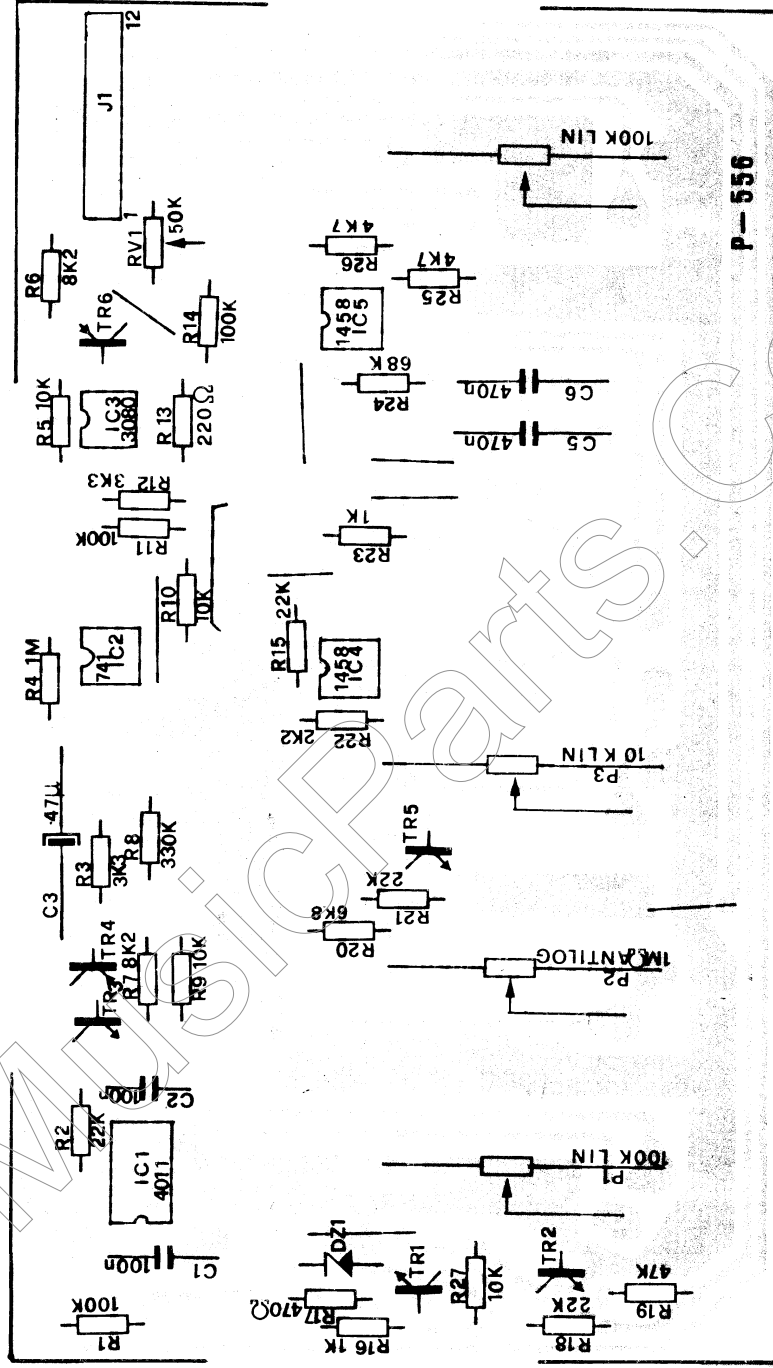 12
J1
1
RV1
50K
R6
8K2
TR6
R14
100K
R5 10K
IC3
3080
R13
220Ω
R12
3K3
R11
100K
R10
10K
R4 1M
741
IC2
47µ
C3
R3
3K3
R8
330K
TR4
TR3
R7 8K2
R9 10K
R2
22K
C2
100n
IC1
4011
C1
100n
R1
100K
100K LIN
P-556
R26
4K7
R25
4K7
1458
IC5
R24
68K
C6
470n
C5
470n
R23
1K
R15 22K
1458
IC4
R22
2K2
10K LIN
P3
TR5
R21
22K
R20
6K8
1M ANTILOG
P2
100K LIN
P1
DZ1
R17
470Ω
R16
1K
TR1
R27
10K
TR2
R18
22K
R19
47K
MusicParts.C